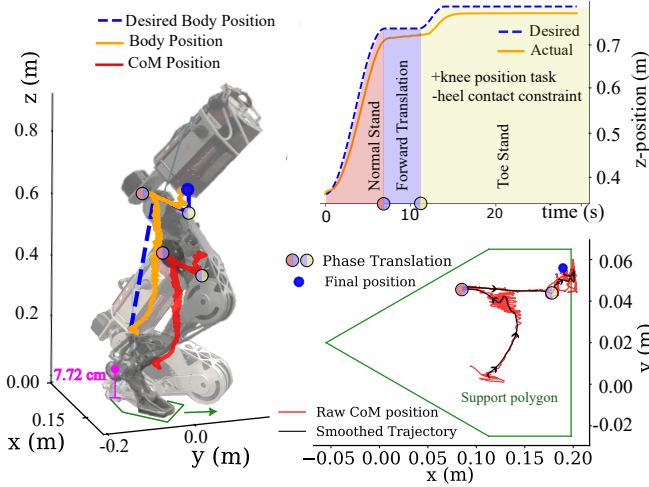 Desired Body Position
Body Position
CoM Position
z (m)
0.8
0.6
0.4
0.2
0.00
0.15
x (m)
-0.2
0.0
y (m)
7.72 cm
Desired
Actual
+knee position task
-heel contact constraint
Normal Stand
Forward Translation
Toe Stand
0.7
0.6
0.5
0.4
z-position (m)
0
10
20
time (s)
Phase Translation
Final position
Support polygon
Raw CoM position
Smoothed Trajectory
0.06
0.04
0.02
0.00
-0.02
y (m)
-0.05
0.00
0.05
0.10
0.15
0.20
x (m)